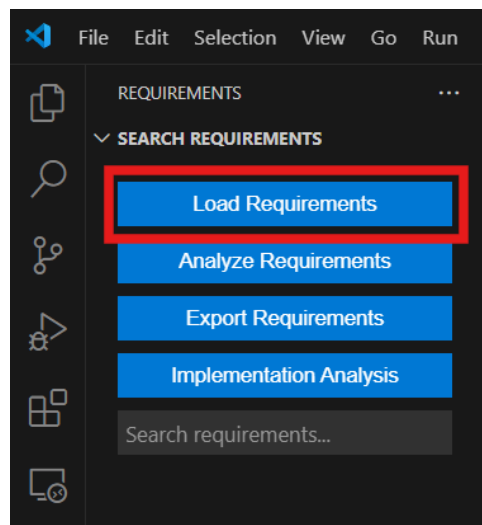 File Edit Selection View Go Run
REQUIREMENTS ...
SEARCH REQUIREMENTS
Load Requirements
Analyze Requirements
Export Requirements
Implementation Analysis
Search requirements...